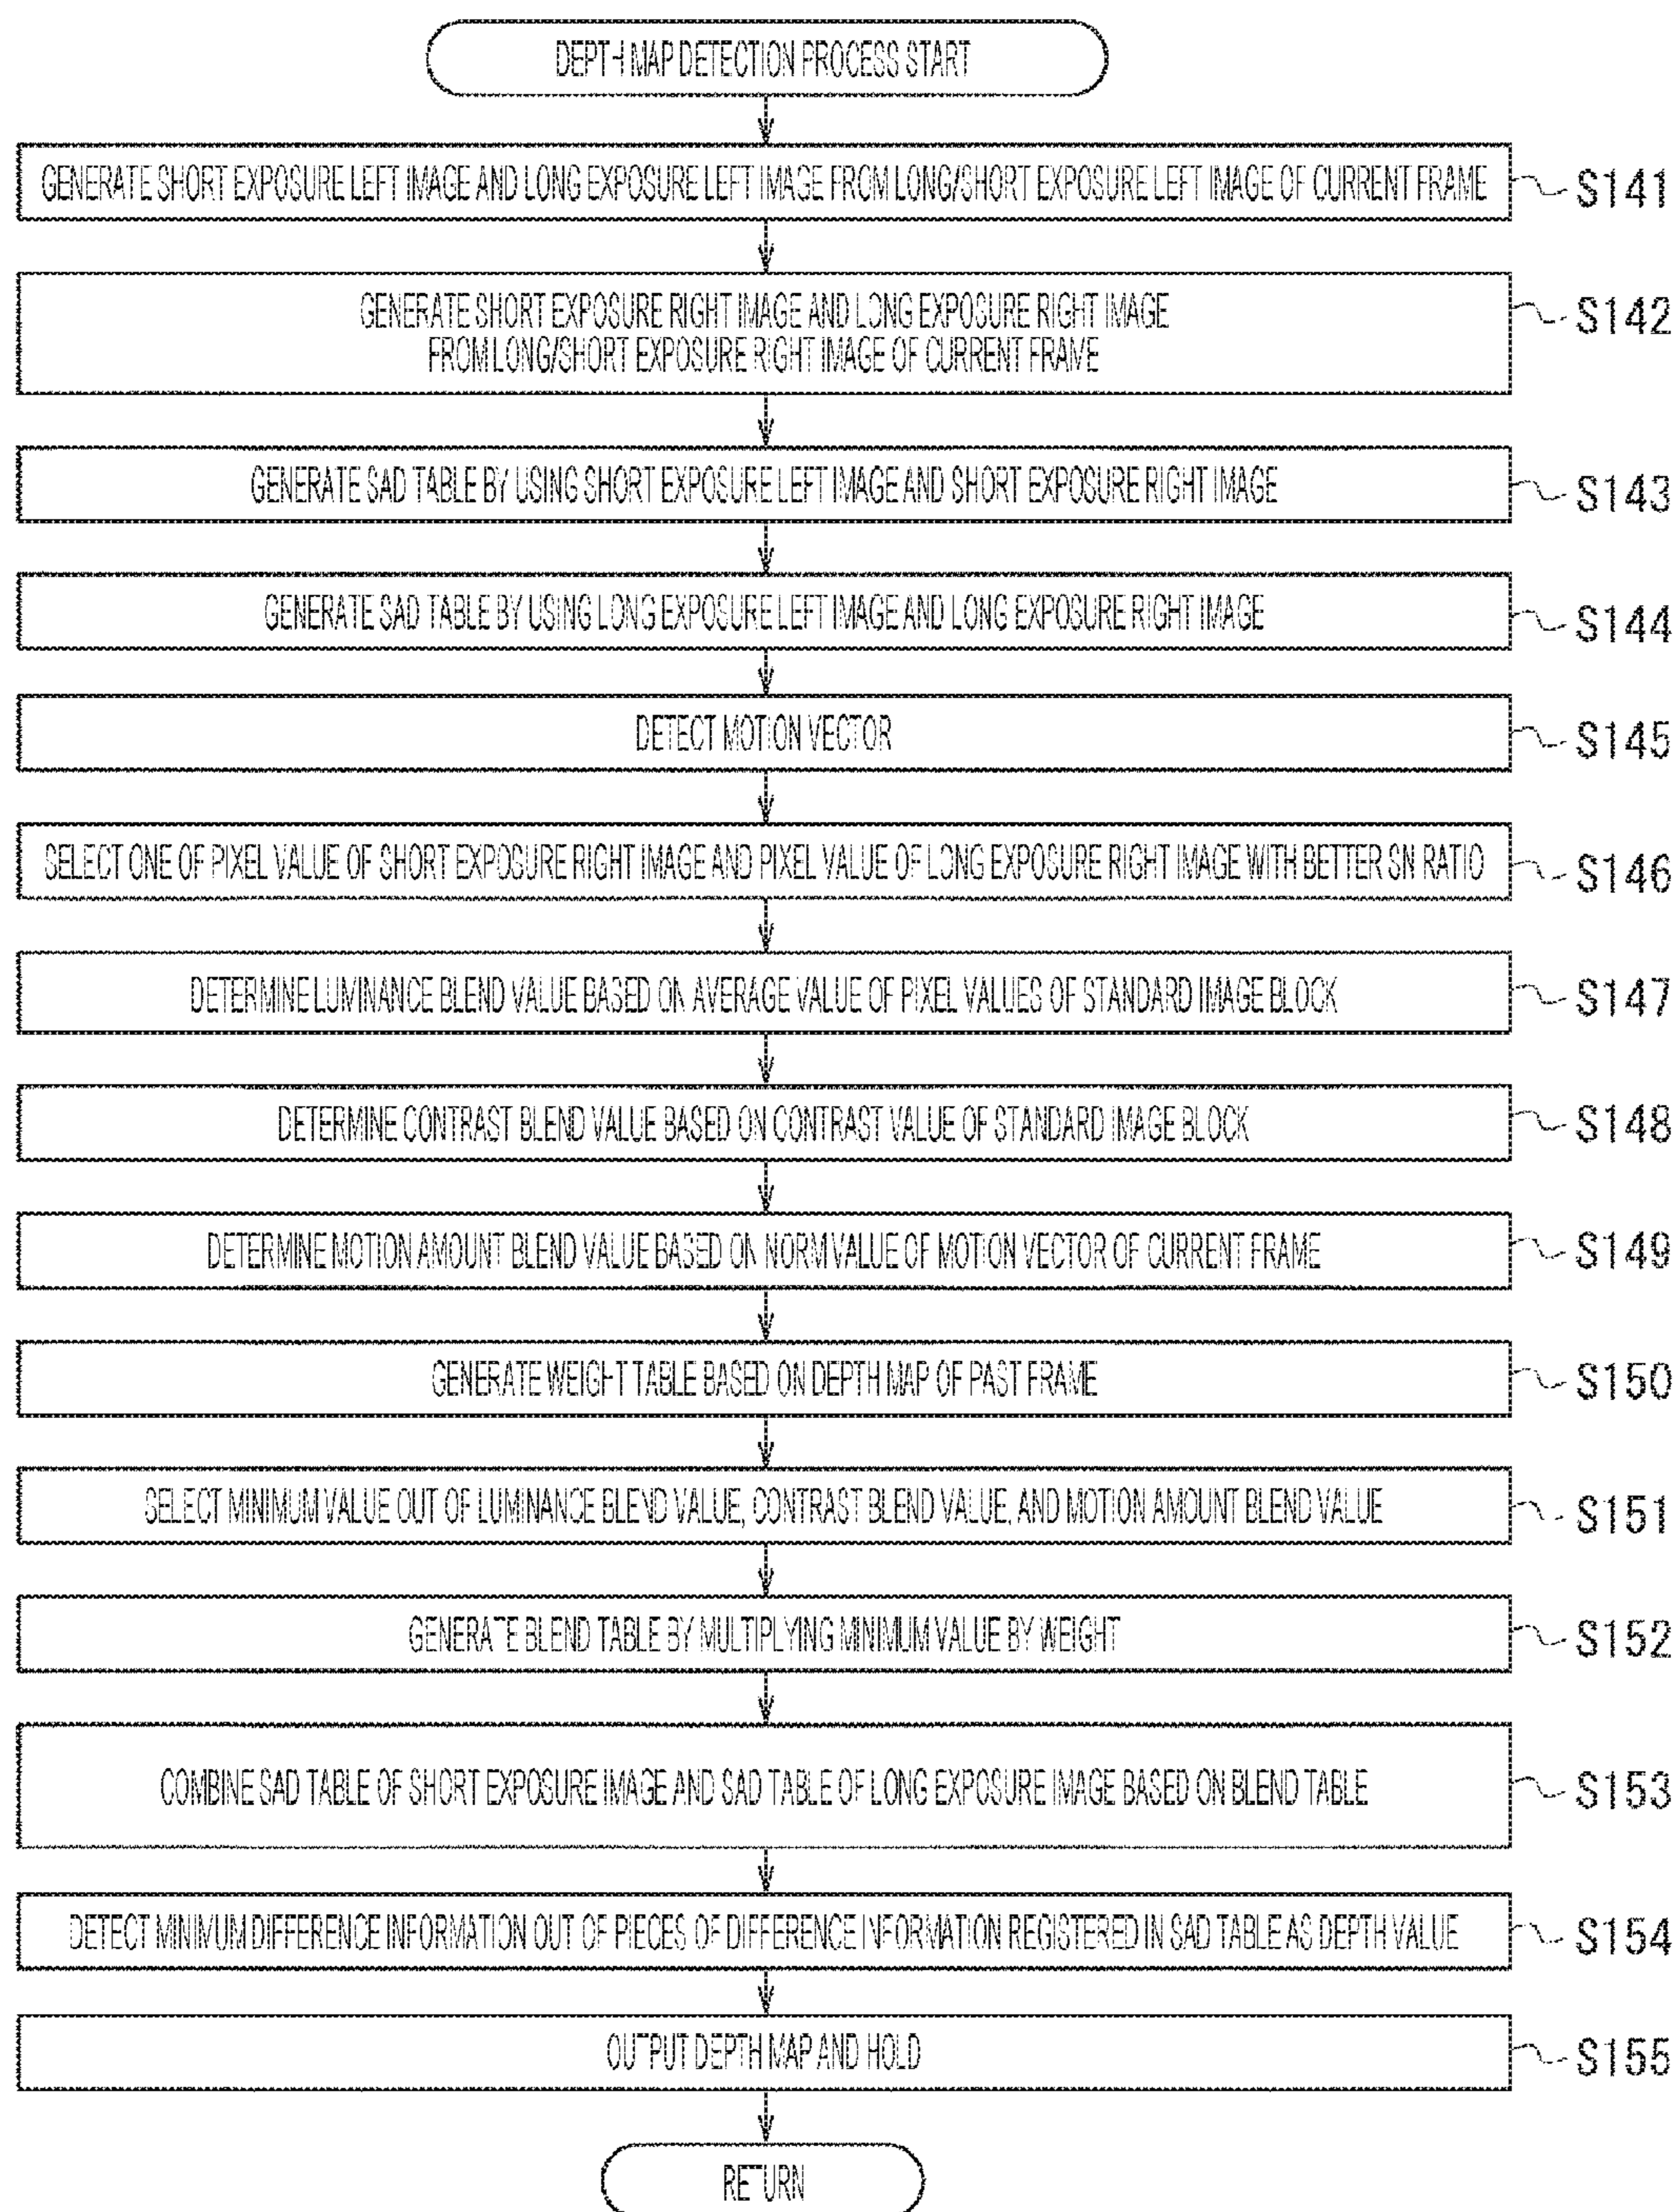 DEPTH MAP DETECTION PROCESS START
GENERATE SHORT EXPOSURE LEFT IMAGE AND LONG EXPOSURE LEFT IMAGE FROM LONG/SHORT EXPOSURE LEFT IMAGE OF CURRENT FRAME
S141
GENERATE SHORT EXPOSURE RIGHT IMAGE AND LONG EXPOSURE RIGHT IMAGE
FROM LONG/SHORT EXPOSURE RIGHT IMAGE OF CURRENT FRAME
S142
GENERATE SAD TABLE BY USING SHORT EXPOSURE LEFT IMAGE AND SHORT EXPOSURE RIGHT IMAGE
S143
GENERATE SAD TABLE BY USING LONG EXPOSURE LEFT IMAGE AND LONG EXPOSURE RIGHT IMAGE
S144
DETECT MOTION VECTOR
S145
SELECT ONE OF PIXEL VALUE OF SHORT EXPOSURE RIGHT IMAGE AND PIXEL VALUE OF LONG EXPOSURE RIGHT IMAGE WITH BETTER SN RATIO
S146
DETERMINE LUMINANCE BLEND VALUE BASED ON AVERAGE VALUE OF PIXEL VALUES OF STANDARD IMAGE BLOCK
S147
DETERMINE CONTRAST BLEND VALUE BASED ON CONTRAST VALUE OF STANDARD IMAGE BLOCK
S148
DETERMINE MOTION AMOUNT BLEND VALUE BASED ON NORM VALUE OF MOTION VECTOR OF CURRENT FRAME
S149
GENERATE WEIGHT TABLE BASED ON DEPTH MAP OF PAST FRAME
S150
SELECT MINIMUM VALUE OUT OF LUMINANCE BLEND VALUE, CONTRAST BLEND VALUE, AND MOTION AMOUNT BLEND VALUE
S151
GENERATE BLEND TABLE BY MULTIPLYING MINIMUM VALUE BY WEIGHT
S152
COMBINE SAD TABLE OF SHORT EXPOSURE IMAGE AND SAD TABLE OF LONG EXPOSURE IMAGE BASED ON BLEND TABLE
S153
DETECT MINIMUM DIFFERENCE INFORMATION OUT OF PIECES OF DIFFERENCE INFORMATION REGISTERED IN SAD TABLE AS DEPTH VALUE
S154
OUTPUT DEPTH MAP AND HOLD
S155
RETURN